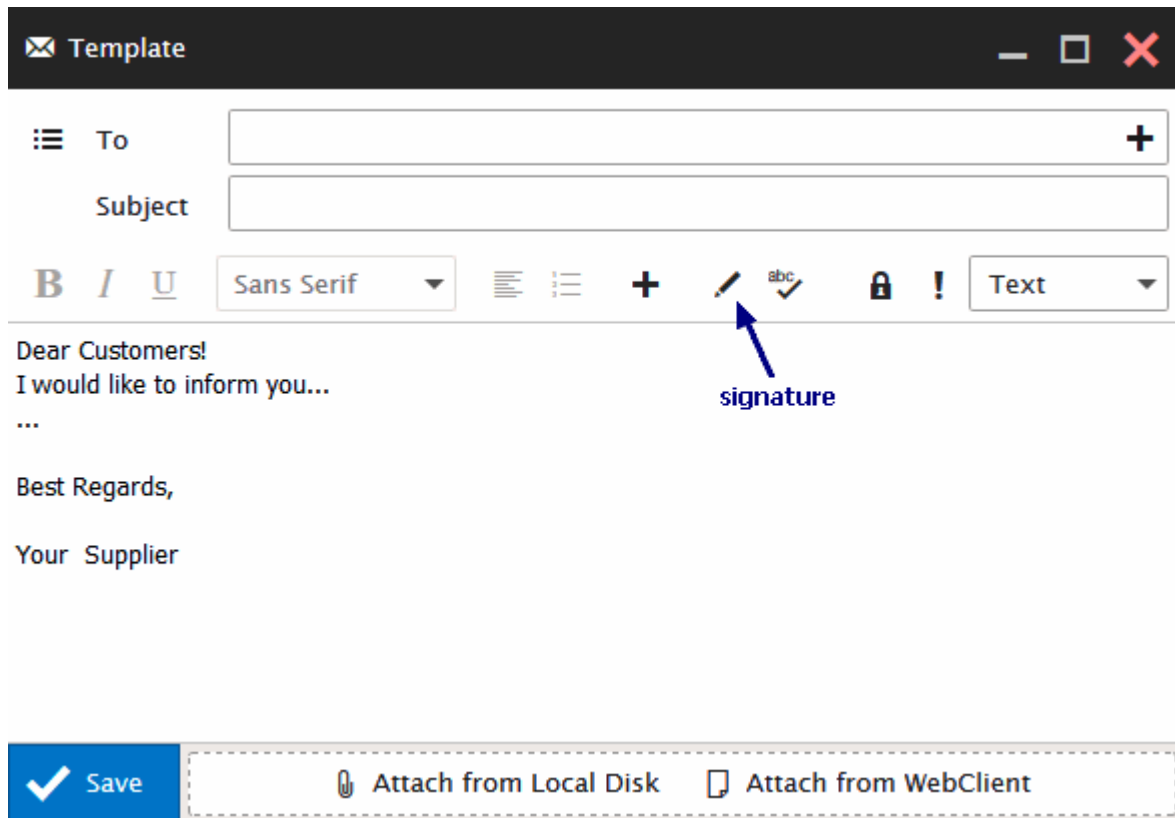 Template
To
Subject
B I U Sans Serif abc ! Text
Dear Customers!
I would like to inform you...
...
signature
Best Regards,
Your  Supplier
Save Attach from Local Disk Attach from WebClient